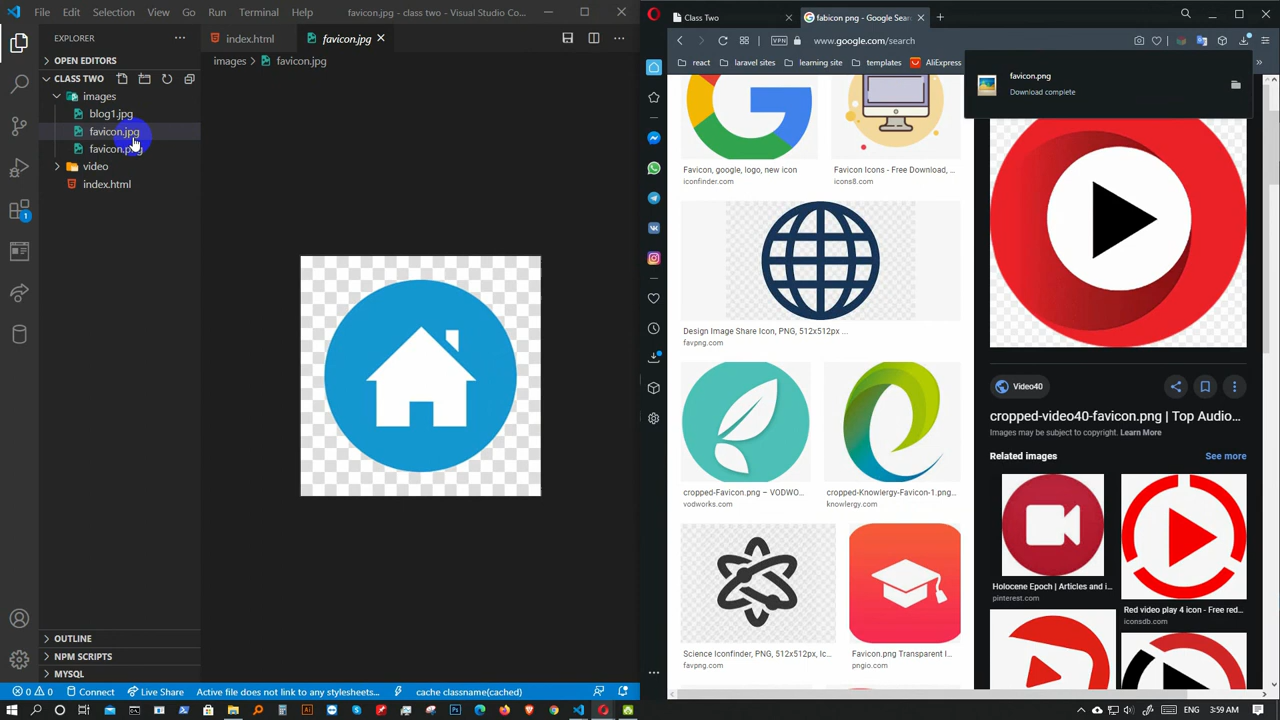 File
Edit
Selection
View
Go
Run
Terminal
Help
favicon.jpg - class two - Visual Studio Co...
EXPLORER
index.html
favicon.jpg
OPEN EDITORS
images
favicon.jpg
CLASS TWO
images
blog1.jpg
favicon.jpg
favicon.png
video
index.html
1
OUTLINE
NPM SCRIPTS
MYSQL
0
0
Connect
Live Share
Active file does not link to any stylesheets...
cache classname(cached)
Class Two
fabicon png - Google Sear
VPN
www.google.com/search
react
laravel sites
learning site
templates
AliExpress
favicon.png
Download complete
Favicon, google, logo, new icon
iconfinder.com
Favicon Icons - Free Download, ...
icons8.com
Design Image Share Icon, PNG, 512x512px ...
favpng.com
cropped-Favicon.png – VODWO...
vodworks.com
cropped-Knowlergy-Favicon-1.png...
knowlergy.com
Science Iconfinder, PNG, 512x512px, Ic...
favpng.com
Favicon.png Transparent I...
pngio.com
Video40
cropped-video40-favicon.png | Top Audio...
Images may be subject to copyright. Learn More
Related images
See more
Holocene Epoch | Articles and i...
pinterest.com
Red video play 4 icon - Free red...
iconsdb.com
ENG
3:59 AM